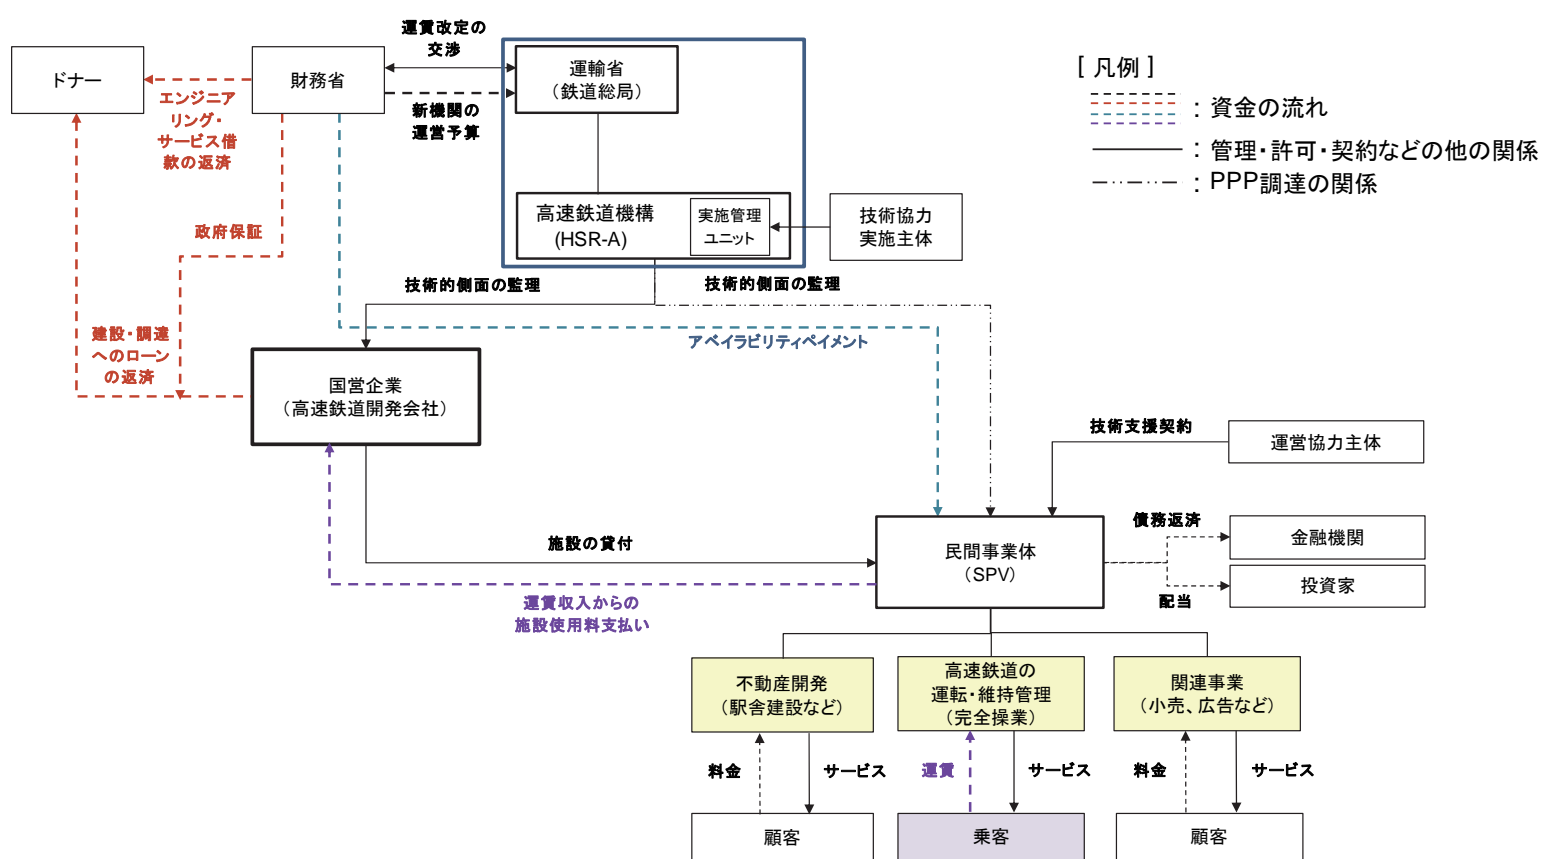 運賃改定の
交渉
ドナー
財務省
運輸省
（鉄道総局）
エンジニア
リング・
サービス借
款の返済
新機関の
運営予算
[ 凡例 ]
：資金の流れ
：管理・許可・契約などの他の関係
：PPP調達の関係
高速鉄道機構
(HSR-A)
実施管理
ユニット
技術協力
実施主体
政府保証
技術的側面の監理
技術的側面の監理
建設・調達
へのローン
の返済
アベイラビリティペイメント
国営企業
（高速鉄道開発会社）
技術支援契約
運営協力主体
施設の貸付
民間事業体
(SPV)
債務返済
金融機関
投資家
配当
運賃収入からの
施設使用料支払い
不動産開発
（駅舎建設など）
高速鉄道の
運転・維持管理
（完全操業）
関連事業
（小売、広告など）
料金
サービス
運賃
サービス
料金
サービス
顧客
乗客
顧客